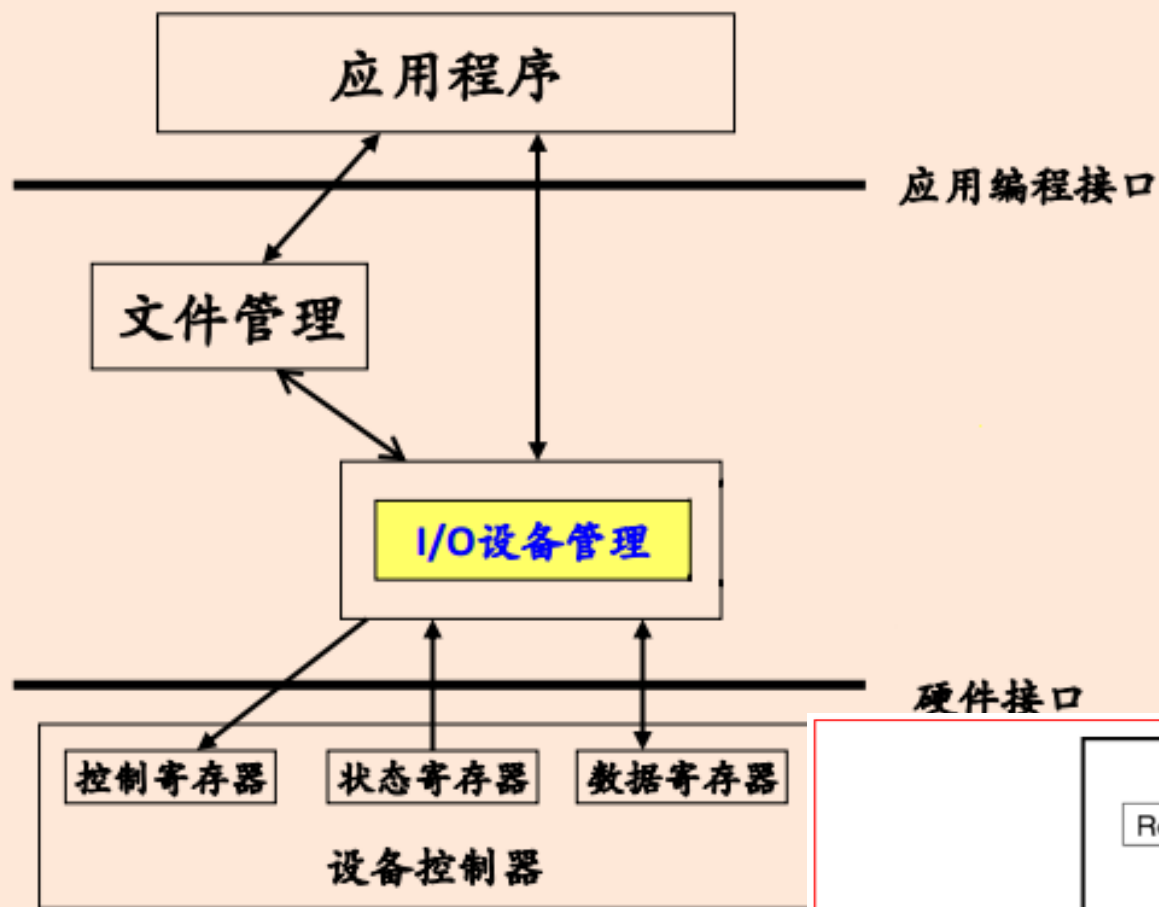 应用程序
应用编程接口
文件管理
I/O设备管理
硬件接口
控制寄存器
状态寄存器
数据寄存器
设备控制器